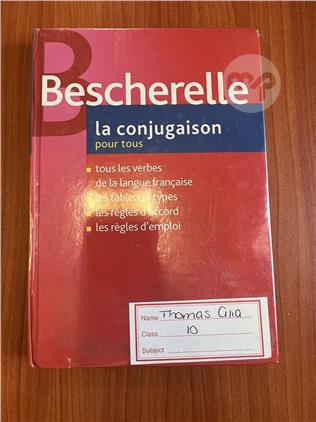 B
Bescherelle
la conjugaison
pour tous
tous les verbes
de la langue française
les tableaux types
les règles d'accord
les règles d'emploi
Name Thomas Cilia
Class 10
Subject